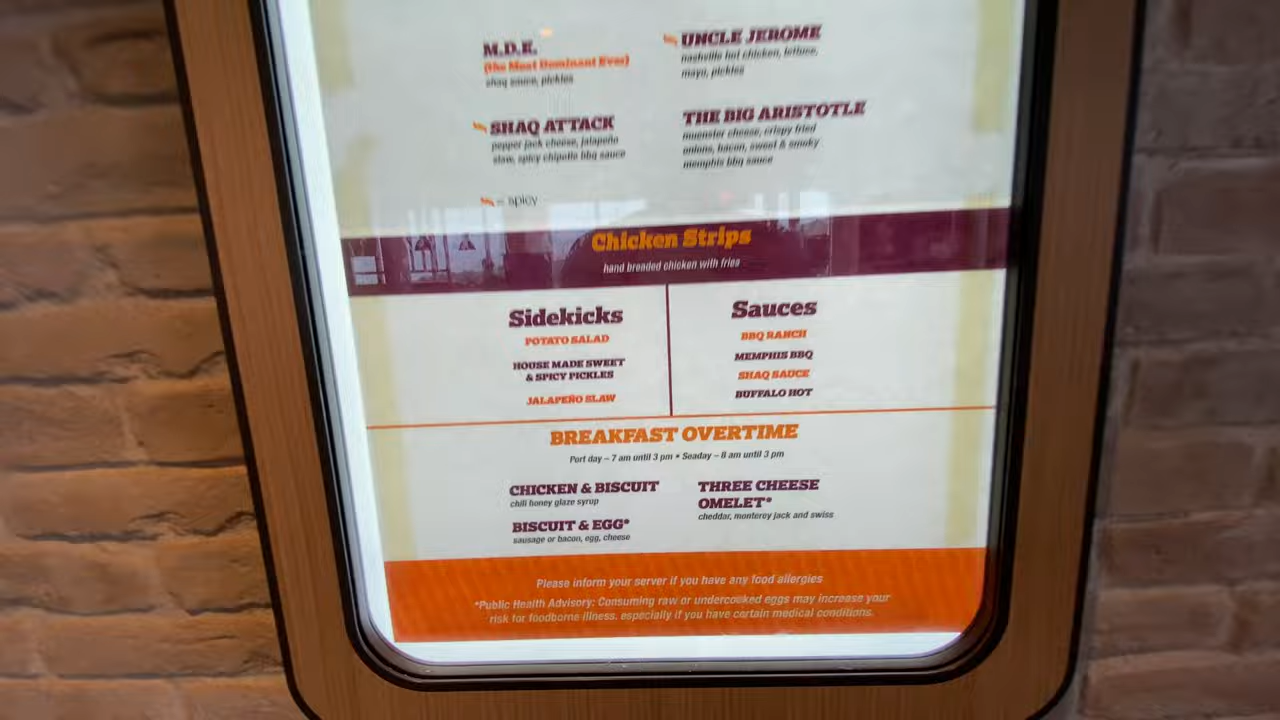 M.D.E.
(the Most Dominant Ever)
shaq sauce, pickles
SHAQ ATTACK
pepper jack cheese, jalapeño
slaw, spicy chipotle bbq sauce
= spicy
UNCLE JEROME
nashville hot chicken, lettuce,
mayo, pickles
THE BIG ARISTOTLE
muenster cheese, crispy fried
onions, bacon, sweet & smoky
memphis bbq sauce
Chicken Strips
hand breaded chicken with fries
Sidekicks
POTATO SALAD
HOUSE MADE SWEET
& SPICY PICKLES
JALAPEÑO SLAW
Sauces
BBQ RANCH
MEMPHIS BBQ
SHAQ SAUCE
BUFFALO HOT
BREAKFAST OVERTIME
Port day – 7 am until 3 pm • Seaday – 8 am until 3 pm
CHICKEN & BISCUIT
chili honey glaze syrup
BISCUIT & EGG*
sausage or bacon, egg, cheese
THREE CHEESE
OMELET*
cheddar, monterey jack and swiss
Please inform your server if you have any food allergies
*Public Health Advisory: Consuming raw or undercooked eggs may increase your
risk for foodborne illness, especially if you have certain medical conditions.